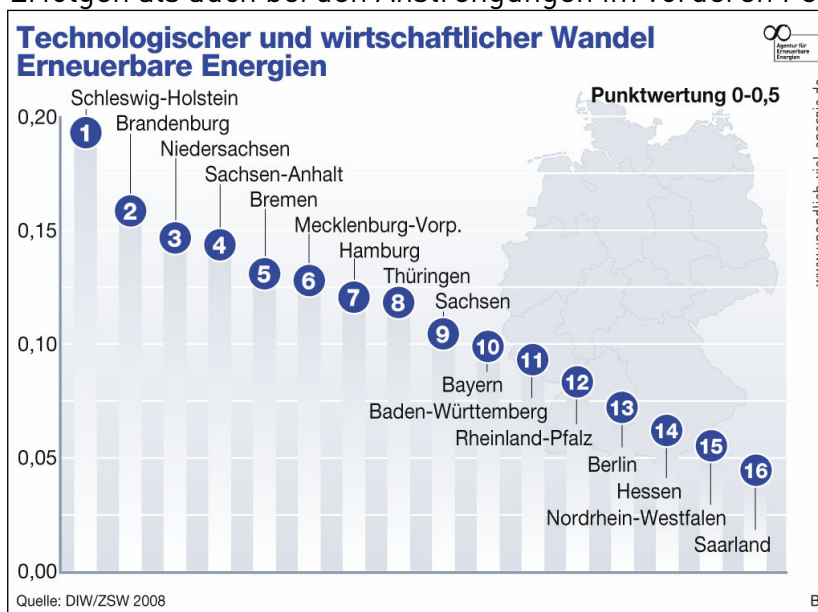 Technologischer und wirtschaftlicher Wandel
Erneuerbare Energien
Agentur für
Erneuerbare
Energien
Punktwertung 0-0,5
0,20
0,15
0,10
0,05
0,00
Schleswig-Holstein
Brandenburg
Niedersachsen
Sachsen-Anhalt
Bremen
Mecklenburg-Vorp.
Hamburg
Thüringen
Sachsen
Bayern
Baden-Württemberg
Rheinland-Pfalz
Berlin
Hessen
Nordrhein-Westfalen
Saarland
1
2
3
4
5
6
7
8
9
10
11
12
13
14
15
16
Quelle: DIW/ZSW 2008